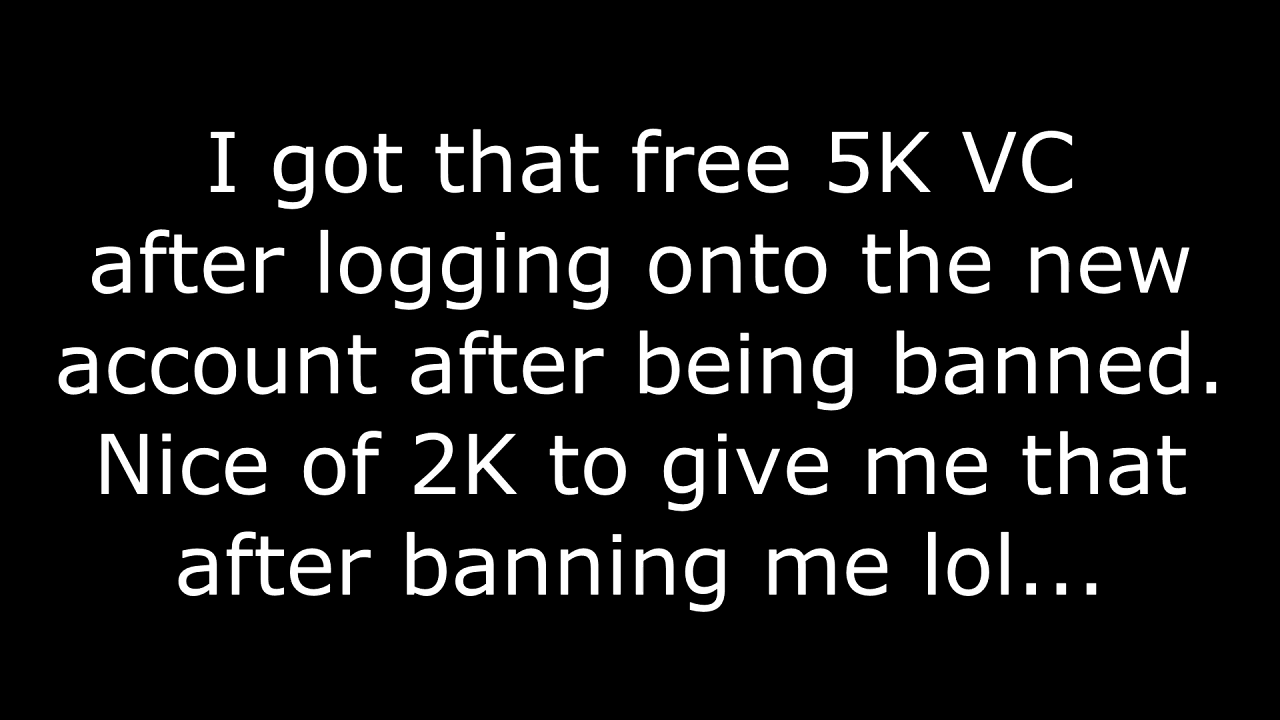 I got that free 5K VC
after logging onto the new
account after being banned.
Nice of 2K to give me that
after banning me lol...